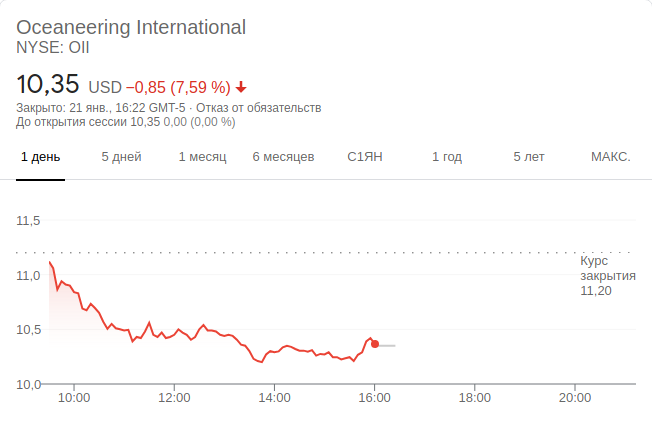 Oceaneering International
NYSE: OII
10,35 USD −0,85 (7,59 %)
Закрыто: 21 янв., 16:22 GMT-5 · Отказ от обязательств
До открытия сессии 10,35 0,00 (0,00 %)
1 день 5 дней 1 месяц 6 месяцев С1ЯН 1 год 5 лет МАКС.
11,5
Курс
закрытия
11,20
11,0
10,5
10,0
10:00 12:00 14:00 16:00 18:00 20:00